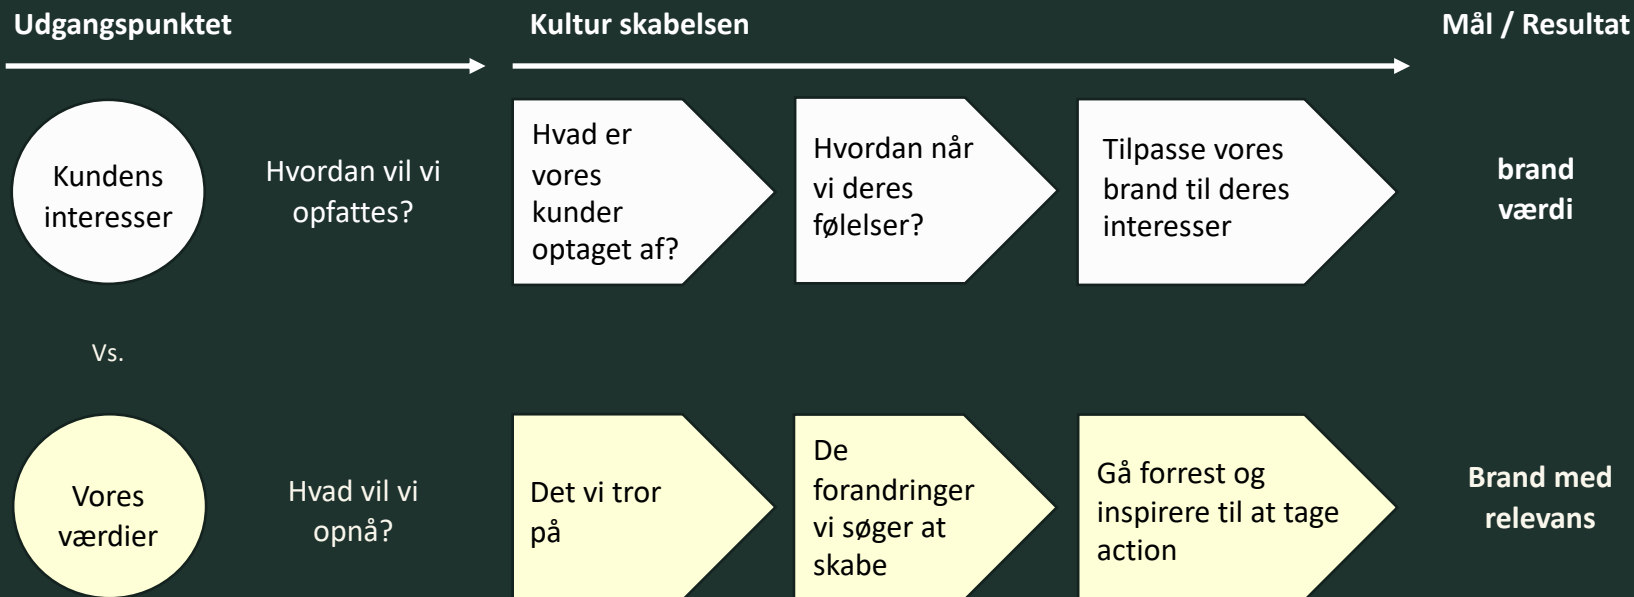 Udgangspunktet
Kultur skabelsen
Mål / Resultat
Kundens
interesser
Hvordan vil vi
opfattes?
Hvad er
vores
kunder
optaget af?
Hvordan når
vi deres
følelser?
Tilpasse vores
brand til deres
interesser
brand
værdi
Vs.
Vores
værdier
Hvad vil vi
opnå?
Det vi tror
på
De
forandringer
vi søger at
skabe
Gå forrest og
inspirere til at tage
action
Brand med
relevans